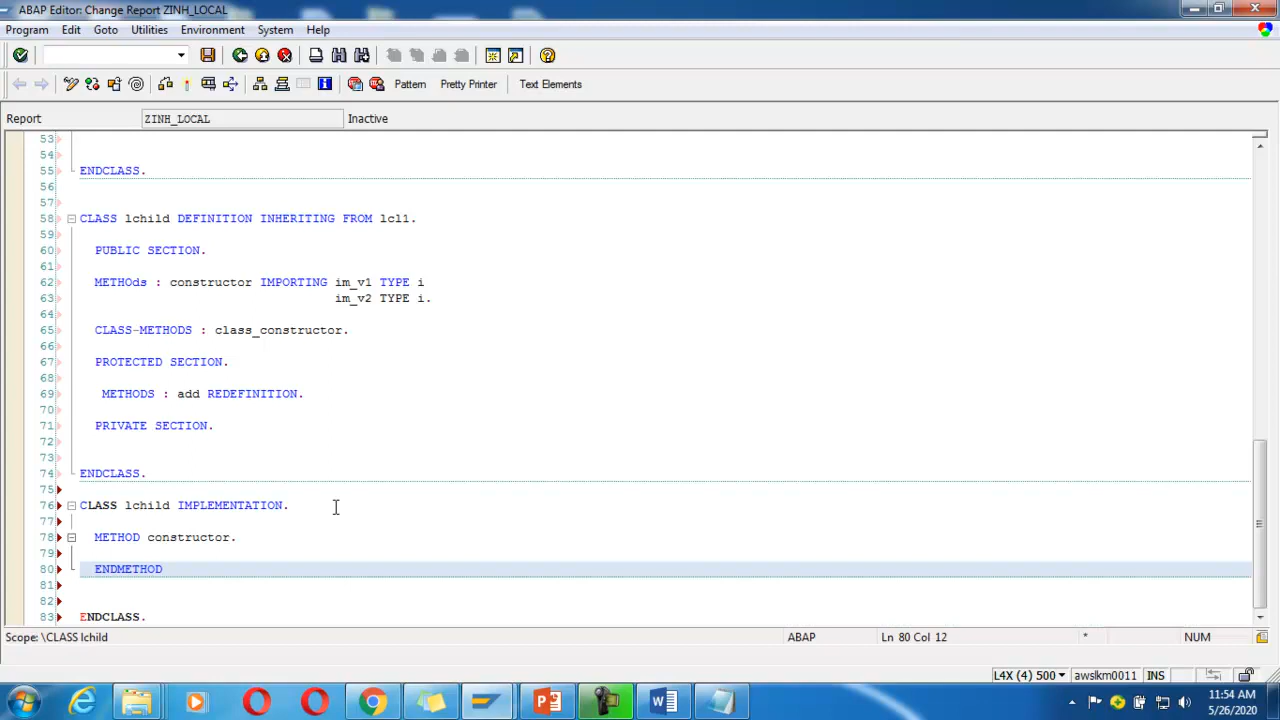 ABAP Editor: Change Report ZINH_LOCAL
Program Edit Goto Utilities Environment System Help
Pattern Pretty Printer Text Elements
Report ZINH_LOCAL Inactive
53
54
55 ENDCLASS.
56
57
58 CLASS lchild DEFINITION INHERITING FROM lcl1.
59
60 PUBLIC SECTION.
61
62 METHOds : constructor IMPORTING im_v1 TYPE i
63 im_v2 TYPE i.
64
65 CLASS-METHODS : class_constructor.
66
67 PROTECTED SECTION.
68
69 METHODS : add REDEFINITION.
70
71 PRIVATE SECTION.
72
73
74 ENDCLASS.
75
76 CLASS lchild IMPLEMENTATION.
77
78 METHOD constructor.
79
80 ENDMETHOD
81
82
83 ENDCLASS.
Scope: \CLASS lchild ABAP Ln 80 Col 12 * NUM
L4X (4) 500 awslkm0011 INS
11:54 AM
5/26/2020